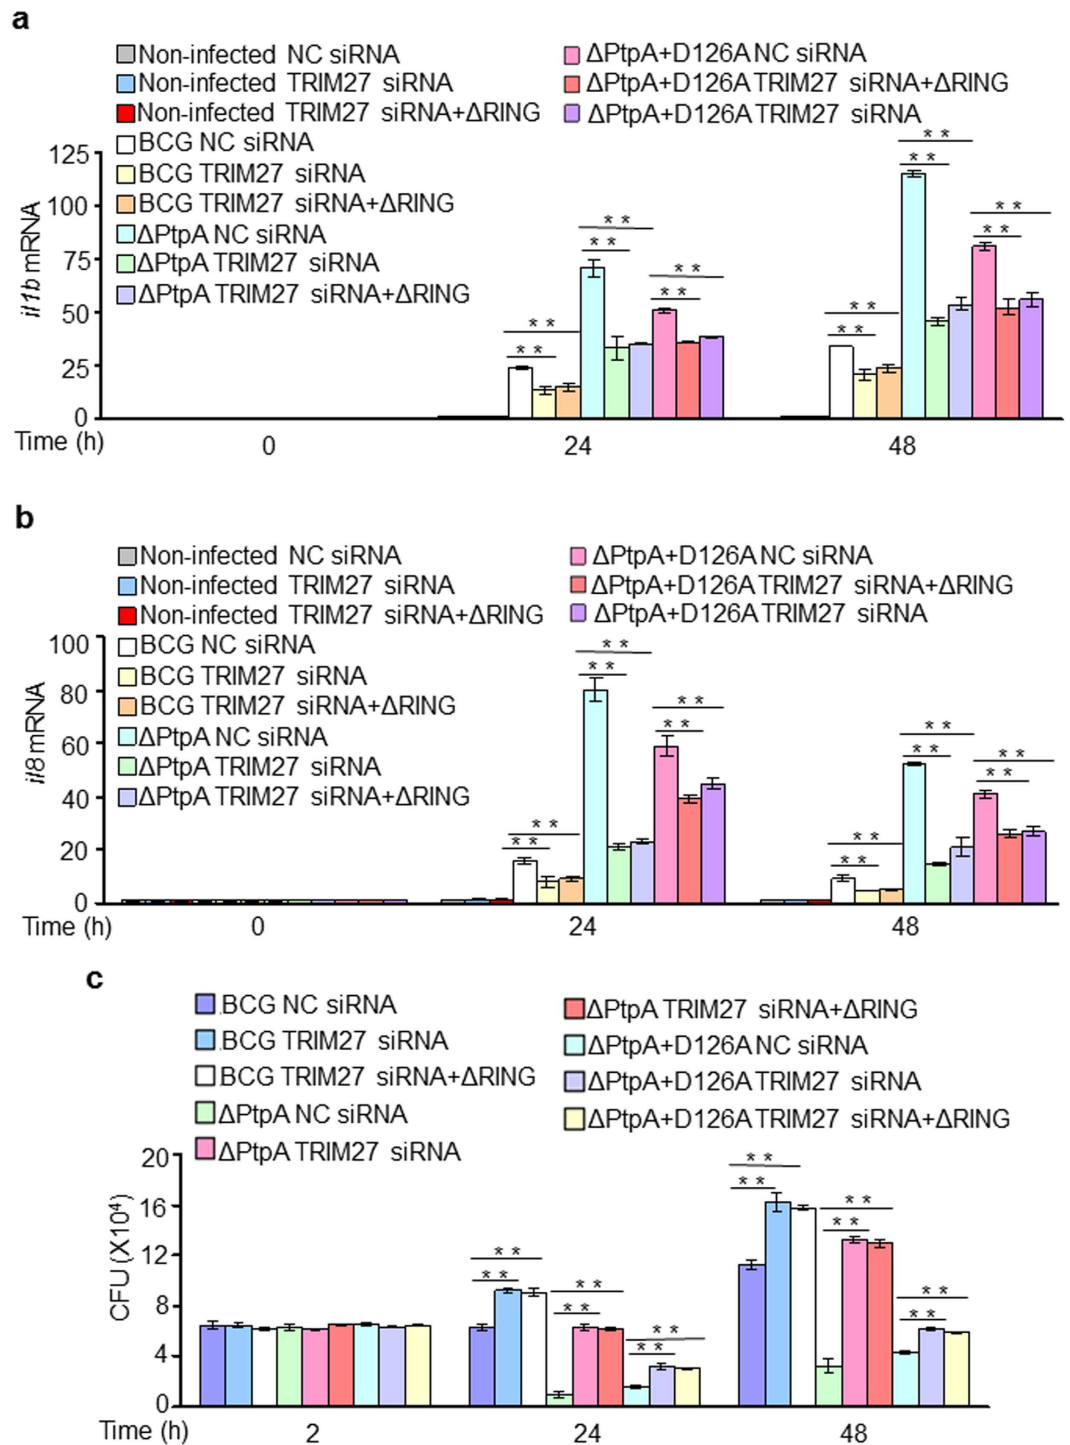 a
Non-infected NC siRNA
Non-infected TRIM27 siRNA
Non-infected TRIM27 siRNA+ΔRING
BCG NC siRNA
BCG TRIM27 siRNA
BCG TRIM27 siRNA+ΔRING
ΔPtpA NC siRNA
ΔPtpA TRIM27 siRNA
ΔPtpA TRIM27 siRNA+ΔRING
ΔPtpA+D126A NC siRNA
ΔPtpA+D126A TRIM27 siRNA+ΔRING
ΔPtpA+D126A TRIM27 siRNA
il1b mRNA
125
100
75
50
25
0
** ** ** ** ** **
** ** ** ** ** **
Time (h) 0 24 48
b
Non-infected NC siRNA
Non-infected TRIM27 siRNA
Non-infected TRIM27 siRNA+ΔRING
BCG NC siRNA
BCG TRIM27 siRNA
BCG TRIM27 siRNA+ΔRING
ΔPtpA NC siRNA
ΔPtpA TRIM27 siRNA
ΔPtpA TRIM27 siRNA+ΔRING
ΔPtpA+D126A NC siRNA
ΔPtpA+D126A TRIM27 siRNA+ΔRING
ΔPtpA+D126A TRIM27 siRNA
il8 mRNA
100
80
60
40
20
0
** ** ** ** ** **
** ** ** ** ** **
Time (h) 0 24 48
c
BCG NC siRNA
BCG TRIM27 siRNA
BCG TRIM27 siRNA+ΔRING
ΔPtpA NC siRNA
ΔPtpA TRIM27 siRNA
ΔPtpA TRIM27 siRNA+ΔRING
ΔPtpA+D126A NC siRNA
ΔPtpA+D126A TRIM27 siRNA
ΔPtpA+D126A TRIM27 siRNA+ΔRING
CFU (X10⁴)
20
16
12
8
4
0
** ** ** ** ** **
** ** ** ** ** **
Time (h) 2 24 48